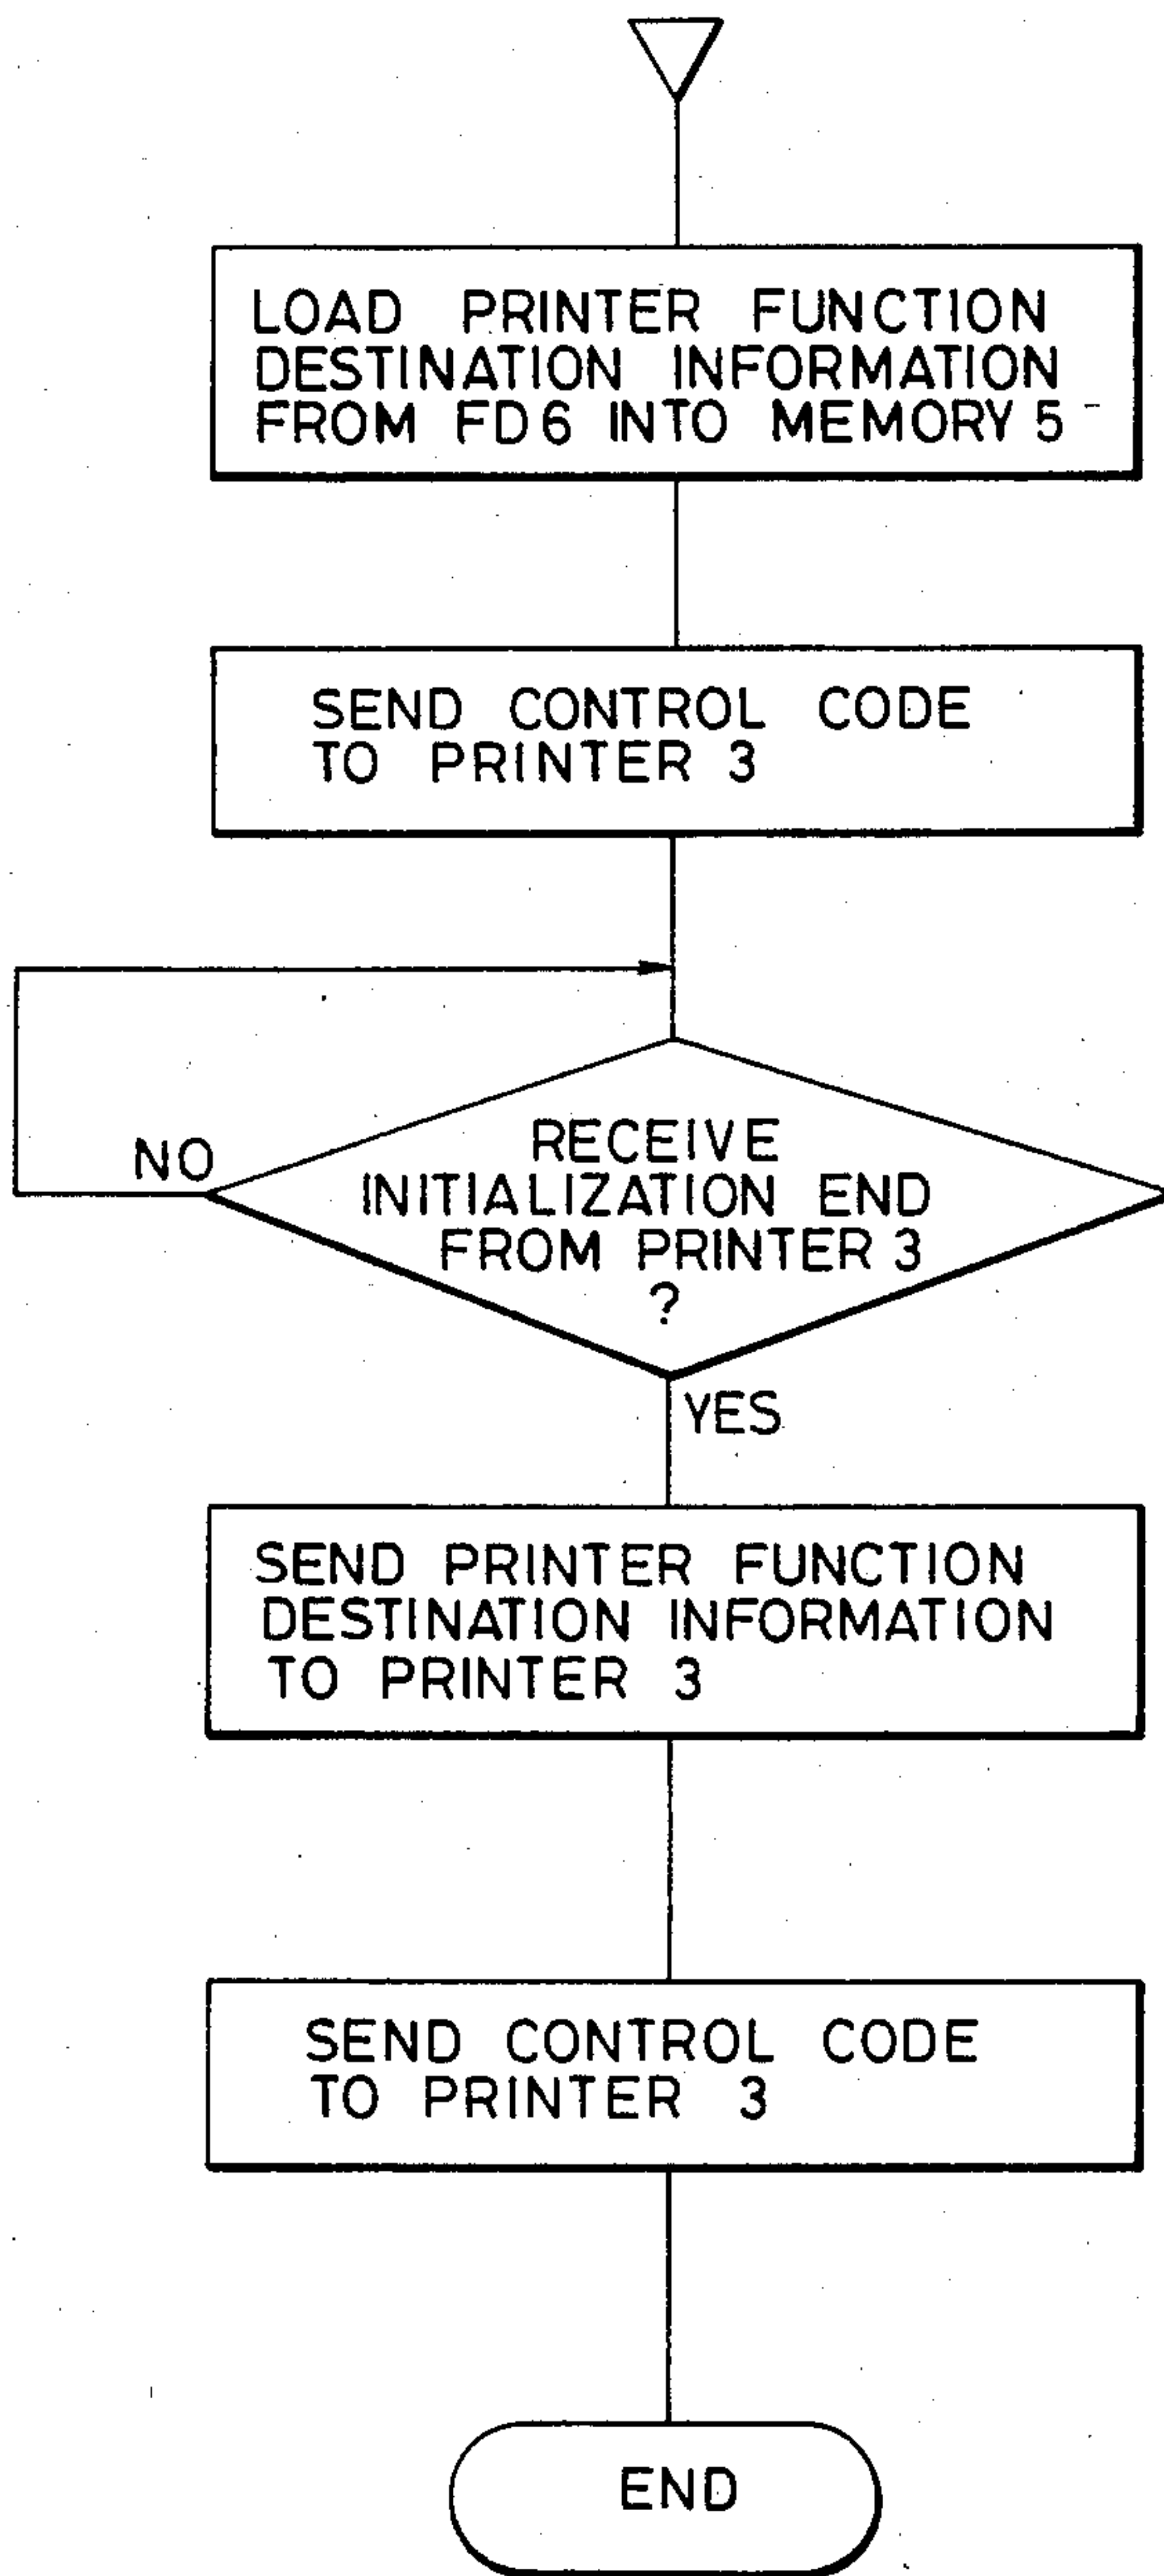 LOAD PRINTER FUNCTION
DESTINATION INFORMATION
FROM FD6 INTO MEMORY 5
SEND CONTROL CODE
TO PRINTER 3
NO
RECEIVE
INITIALIZATION END
FROM PRINTER 3
?
YES
SEND PRINTER FUNCTION
DESTINATION INFORMATION
TO PRINTER 3
SEND CONTROL CODE
TO PRINTER 3
END